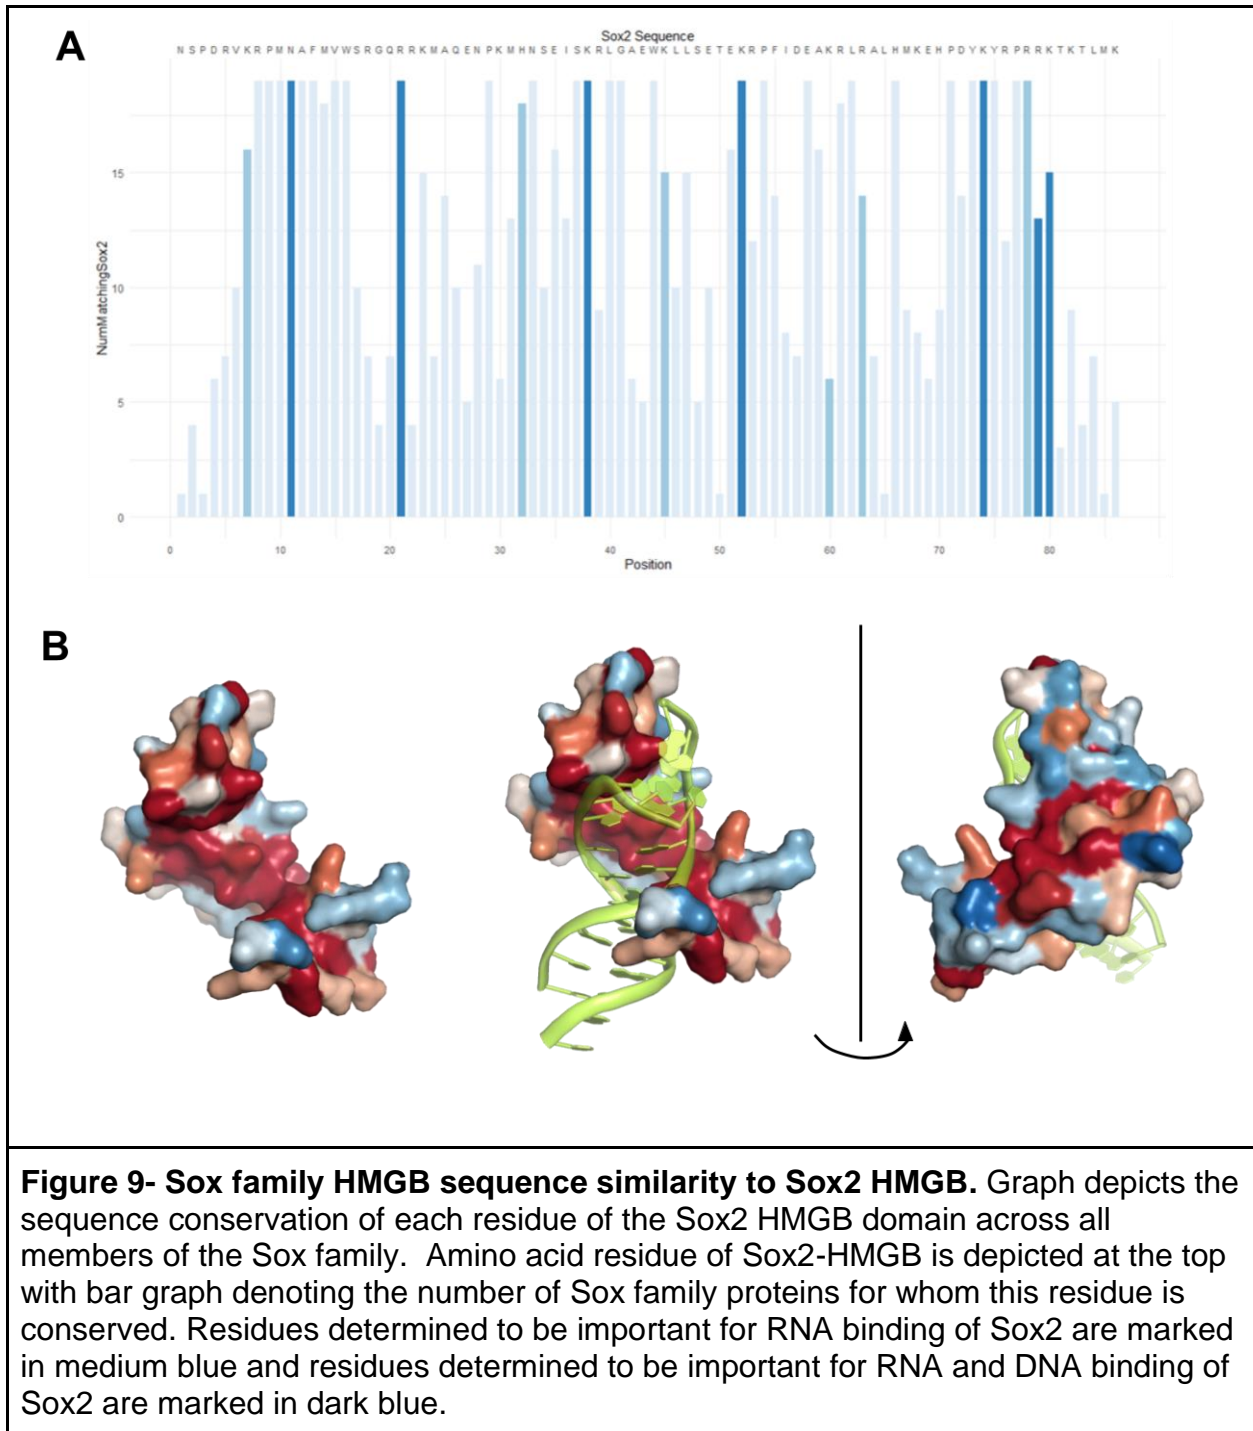 A
Sox2 Sequence
N S P D R V K R P M N A F M V W S R G Q R R K M A Q E N P K M H N S E I S K R L G A E W K L L S E T E K R P F I D E A K R L R A L H M K E H P D Y K Y R P R R K T K T L M K
15
10
5
0
NumMatchingSox2
0 10 20 30 40 50 60 70 80
Position
B
Figure 9- Sox family HMGB sequence similarity to Sox2 HMGB. Graph depicts the
sequence conservation of each residue of the Sox2 HMGB domain across all
members of the Sox family. Amino acid residue of Sox2-HMGB is depicted at the top
with bar graph denoting the number of Sox family proteins for whom this residue is
conserved. Residues determined to be important for RNA binding of Sox2 are marked
in medium blue and residues determined to be important for RNA and DNA binding of
Sox2 are marked in dark blue.